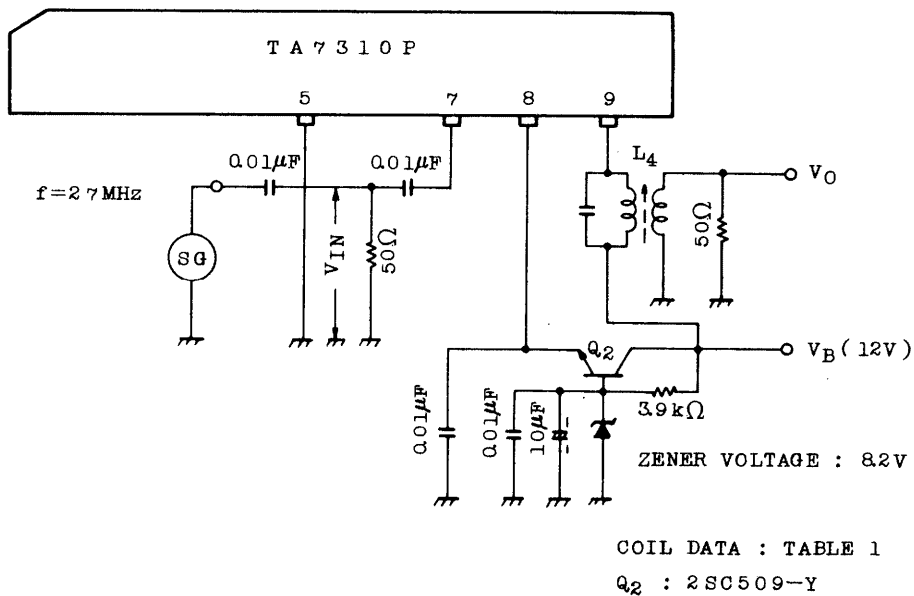 TA7310P
5 7 8 9
0.01μF 0.01μF
L4
VO
f=27MHz
SG
VIN
50Ω
50Ω
Q2
VB(12V)
3.9kΩ
0.01μF
0.01μF
10μF
ZENER VOLTAGE : 8.2V
COIL DATA : TABLE 1
Q2 : 2SC509-Y